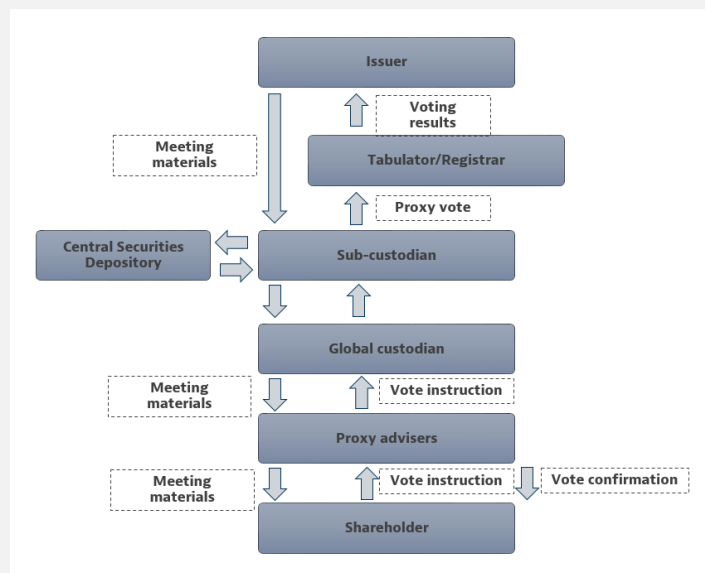 Issuer
Voting
results
Meeting
materials
Tabulator/Registrar
Proxy vote
Central Securities
Depository
Sub-custodian
Global custodian
Meeting
materials
Vote instruction
Proxy advisers
Meeting
materials
Vote instruction
Vote confirmation
Shareholder